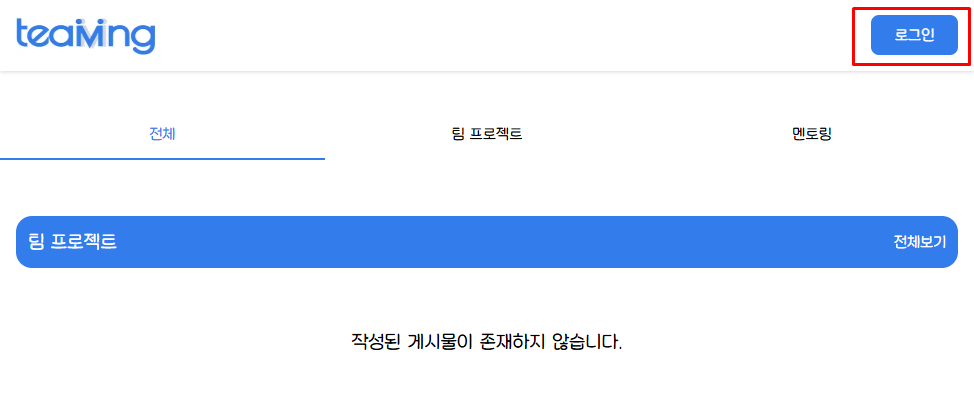 teaMing
로그인
전체 팀 프로젝트 멘토링
팀 프로젝트 전체보기
작성된 게시물이 존재하지 않습니다.